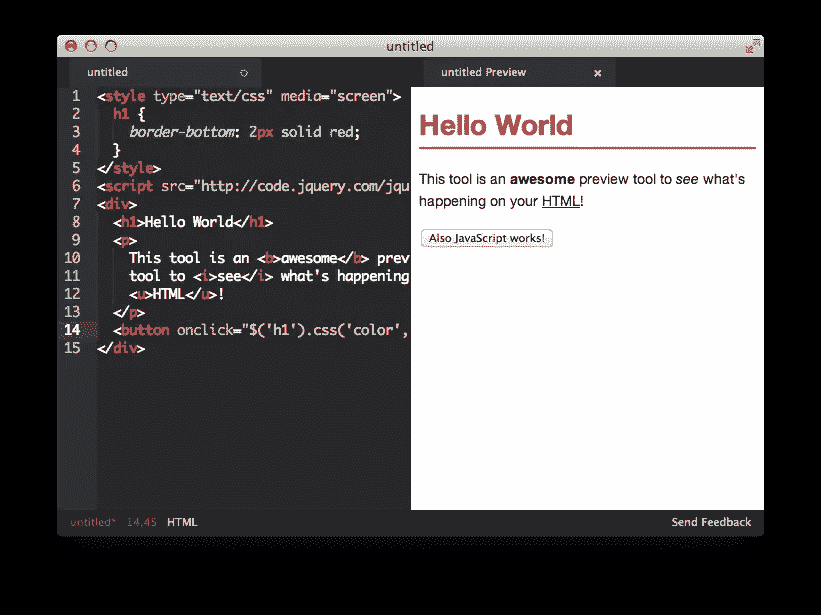 untitled
untitled
untitled Preview
1 <style type="text/css" media="screen">
2 h1 {
3 border-bottom: 2px solid red;
4 }
5 </style>
6 <script src="http://code.jquery.com/jqu
7 <div>
8 <h1>Hello World</h1>
9 <p>
10 This tool is an <b>awesome</b> prev
11 tool to <i>see</i> what's happening
12 <u>HTML</u>!
13 </p>
14 <button onclick="$('h1').css('color',
15 </div>
Hello World
This tool is an awesome preview tool to see what's
happening on your HTML!
Also JavaScript works!
untitled* 14,45 HTML
Send Feedback